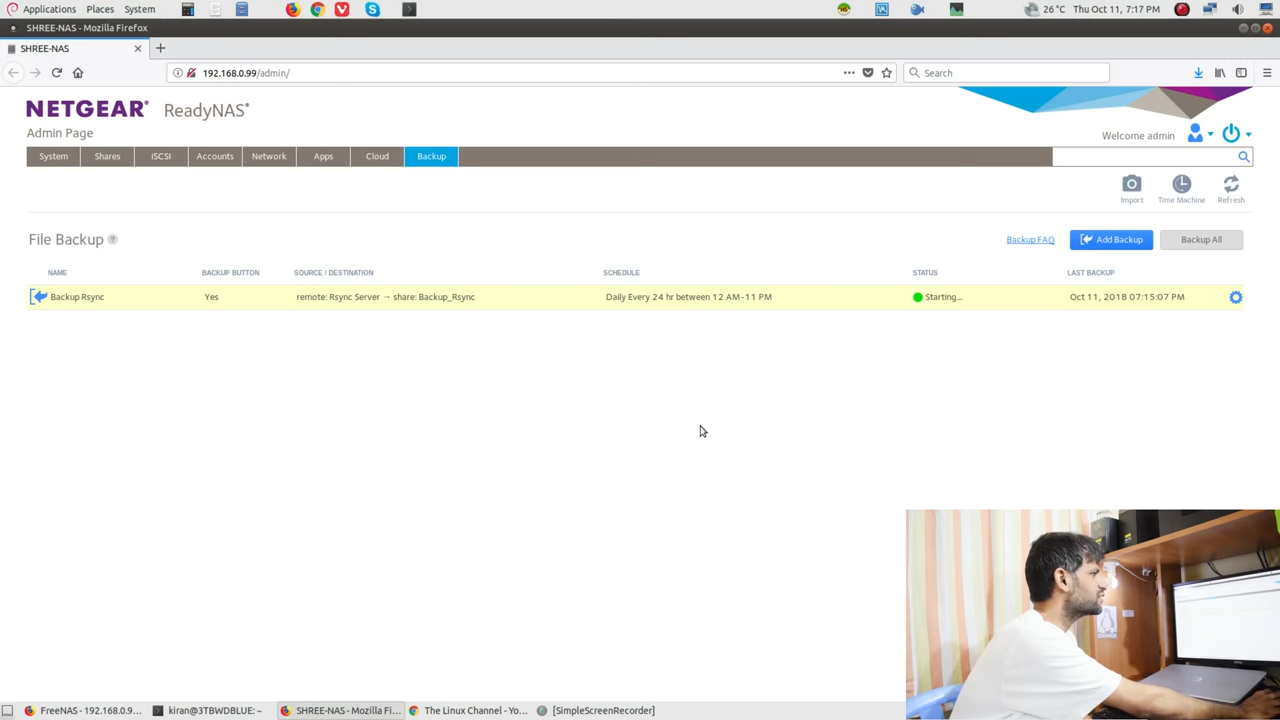 Applications Places System 26 °C Thu Oct 11, 7:17 PM
SHREE-NAS - Mozilla Firefox
SHREE-NAS
192.168.0.99/admin/ Search
NETGEAR® ReadyNAS®
Admin Page
Welcome admin
System Shares iSCSI Accounts Network Apps Cloud Backup
Import Time Machine Refresh
File Backup ? Backup FAQ Add Backup Backup All
NAME BACKUP BUTTON SOURCE / DESTINATION SCHEDULE STATUS LAST BACKUP
Backup Rsync Yes remote: Rsync Server → share: Backup_Rsync Daily Every 24 hr between 12 AM-11 PM Starting... Oct 11, 2018 07:15:07 PM
FreeNAS - 192.168.0.9... kiran@3TBWDBLUE: ~ SHREE-NAS - Mozilla Fi... The Linux Channel - Yo... [SimpleScreenRecorder]